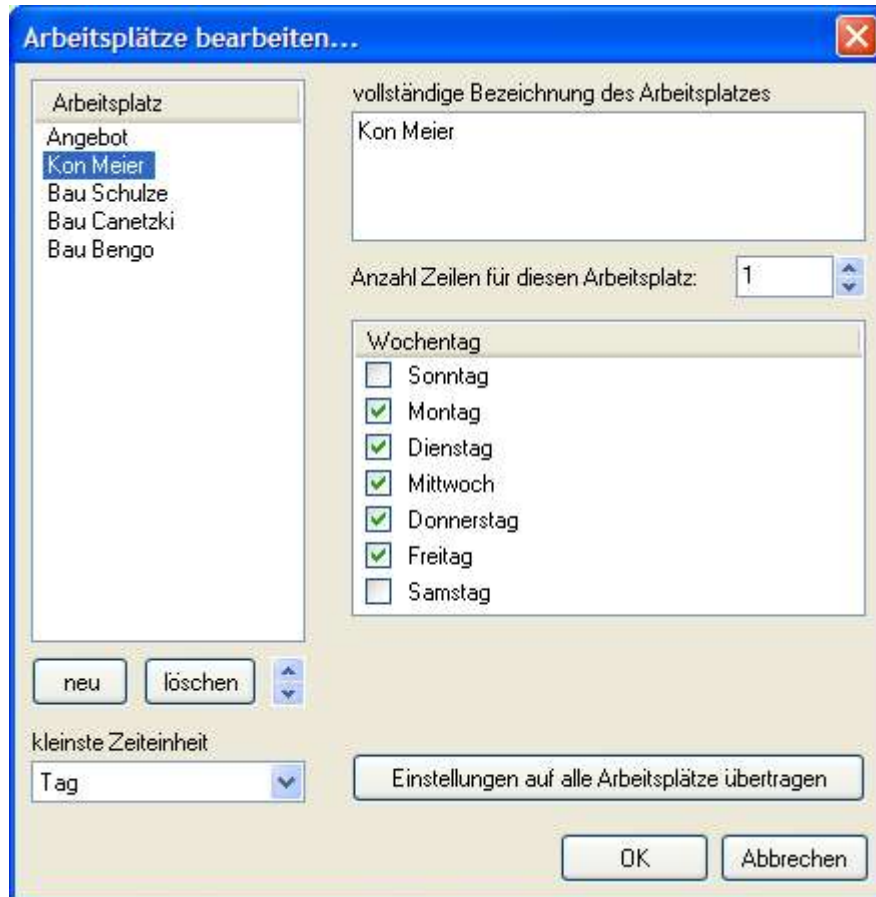 Arbeitsplätze bearbeiten...
Arbeitsplatz
Angebot
Kon Meier
Bau Schulze
Bau Canetzki
Bau Bengo
neu
löschen
kleinste Zeiteinheit
Tag
vollständige Bezeichnung des Arbeitsplatzes
Kon Meier
Anzahl Zeilen für diesen Arbeitsplatz:
1
Wochentag
Sonntag
Montag
Dienstag
Mittwoch
Donnerstag
Freitag
Samstag
Einstellungen auf alle Arbeitsplätze übertragen
OK
Abbrechen